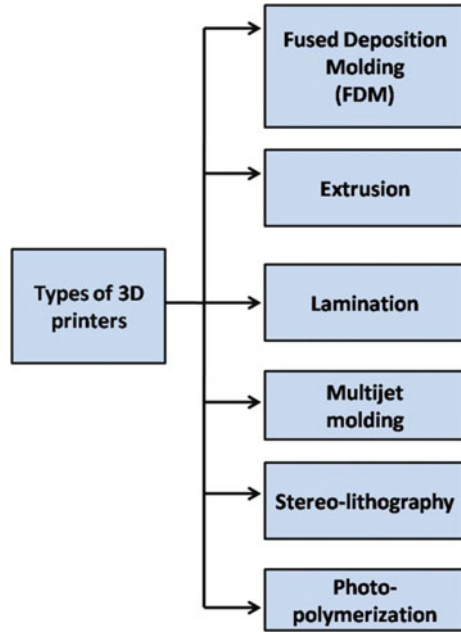 Fused Deposition
Molding
(FDM)
Extrusion
Types of 3D
printers
Lamination
Multijet
molding
Stereo-lithography
Photo-
polymerization